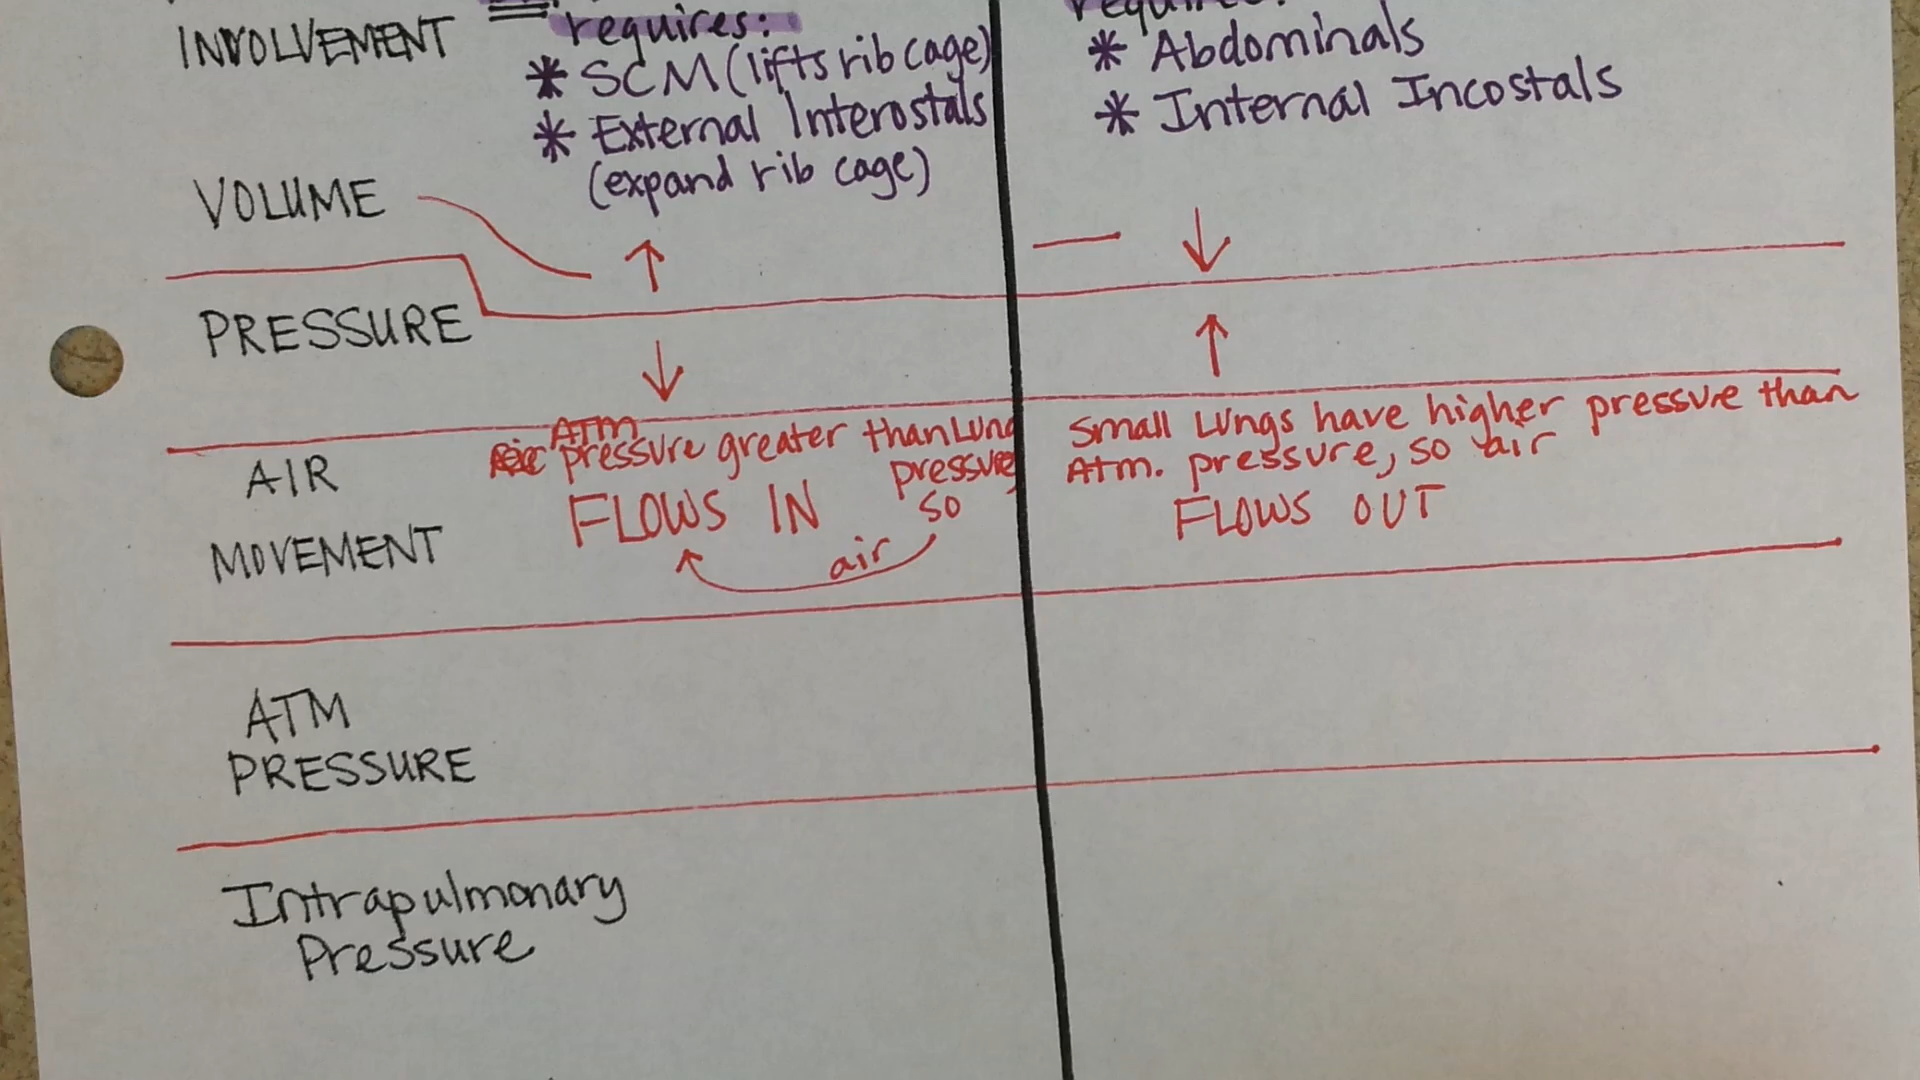 INVOLVEMENT
requires:
* SCM (lifts rib cage)
* External Interostals
(expand rib cage)
* Abdominals
* Internal Incostals
VOLUME
↑
↓
PRESSURE
↓
↑
AIR
MOVEMENT
ATM
pressure greater than Lung
pressure
so
air
FLOWS IN
Small Lungs have higher pressure than
Atm. pressure, so air
FLOWS OUT
ATM
PRESSURE
Intrapulmonary
Pressure